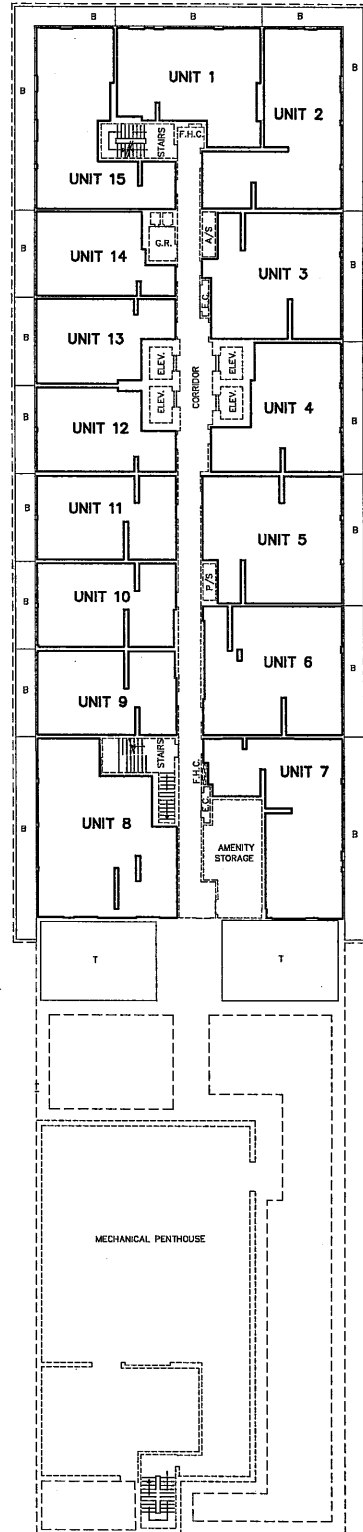 B
B
B
B
B
UNIT 1
UNIT 2
F.H.C.
STAIRS
UNIT 15
A/S
B
B
G.R.
UNIT 14
UNIT 3
E.C.
UNIT 13
B
ELEV.
ELEV.
ELEV.
ELEV.
CORRIDOR
B
UNIT 4
B
UNIT 12
B
UNIT 11
B
UNIT 5
B
P/S
UNIT 10
B
UNIT 6
B
UNIT 9
B
STAIRS
F.H.C.
UNIT 7
E.C.
UNIT 8
B
B
AMENITY
STORAGE
T
T
MECHANICAL PENTHOUSE